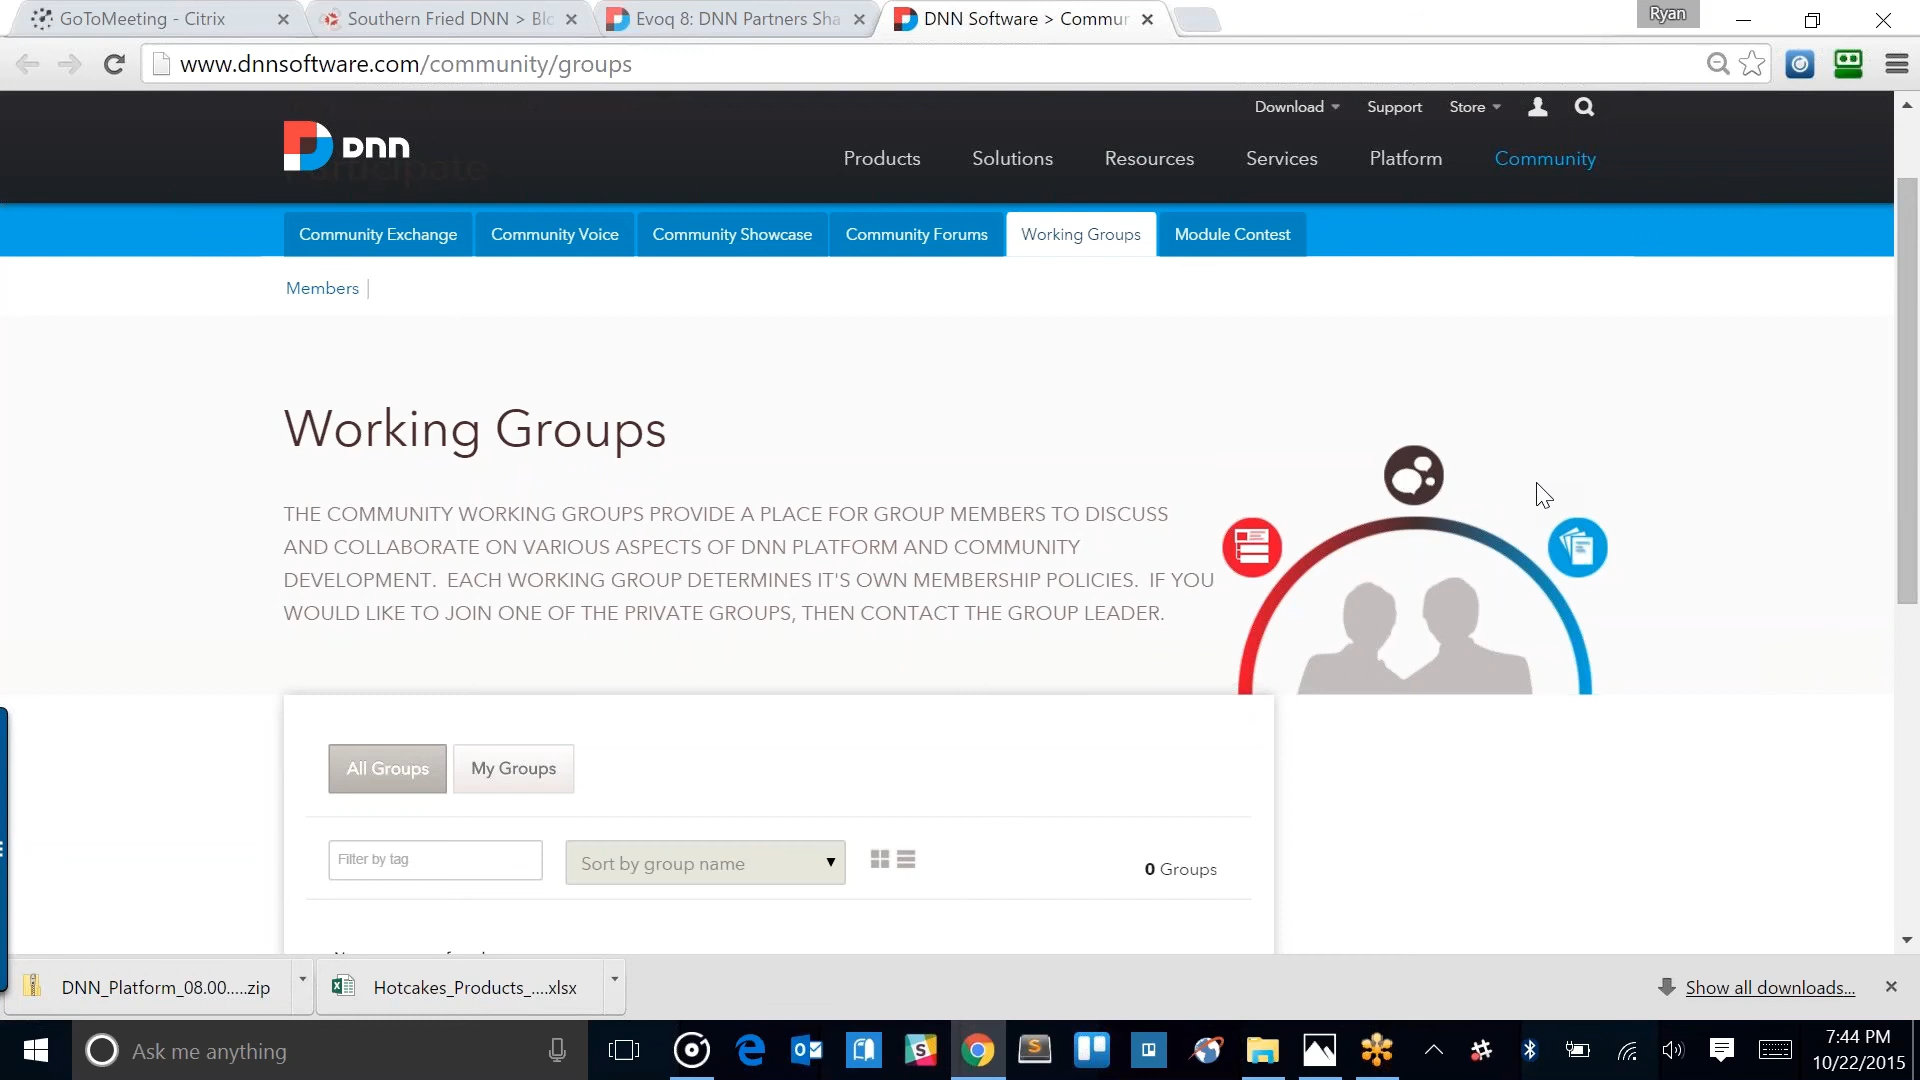 GoToMeeting - Citrix
Southern Fried DNN > Blo
Evoq 8: DNN Partners Sha
DNN Software > Commun
Ryan
www.dnnsoftware.com/community/groups
Download
Support
Store
DNN
Participate
Products
Solutions
Resources
Services
Platform
Community
Community Exchange
Community Voice
Community Showcase
Community Forums
Working Groups
Module Contest
Members
Working Groups
THE COMMUNITY WORKING GROUPS PROVIDE A PLACE FOR GROUP MEMBERS TO DISCUSS
AND COLLABORATE ON VARIOUS ASPECTS OF DNN PLATFORM AND COMMUNITY
DEVELOPMENT. EACH WORKING GROUP DETERMINES IT'S OWN MEMBERSHIP POLICIES. IF YOU
WOULD LIKE TO JOIN ONE OF THE PRIVATE GROUPS, THEN CONTACT THE GROUP LEADER.
All Groups
My Groups
Filter by tag
Sort by group name
0 Groups
DNN_Platform_08.00.....zip
Hotcakes_Products_....xlsx
Show all downloads...
Ask me anything
7:44 PM
10/22/2015